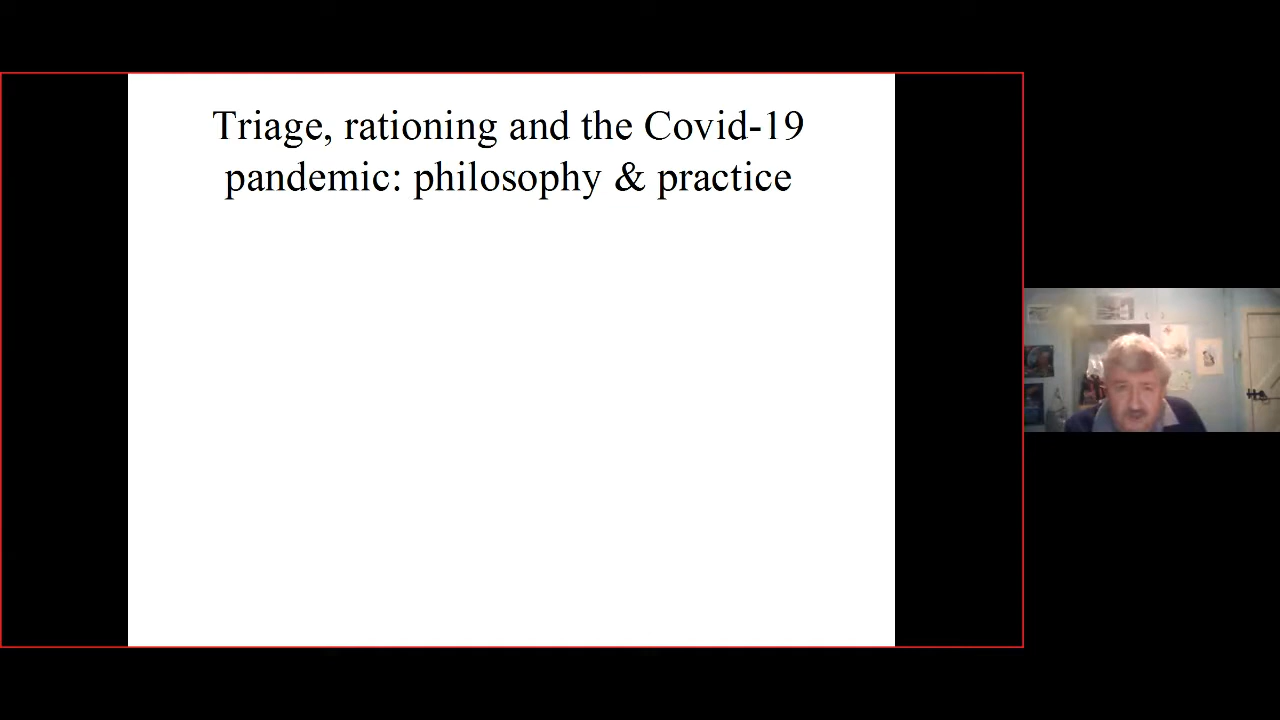 Triage, rationing and the Covid-19
pandemic: philosophy & practice